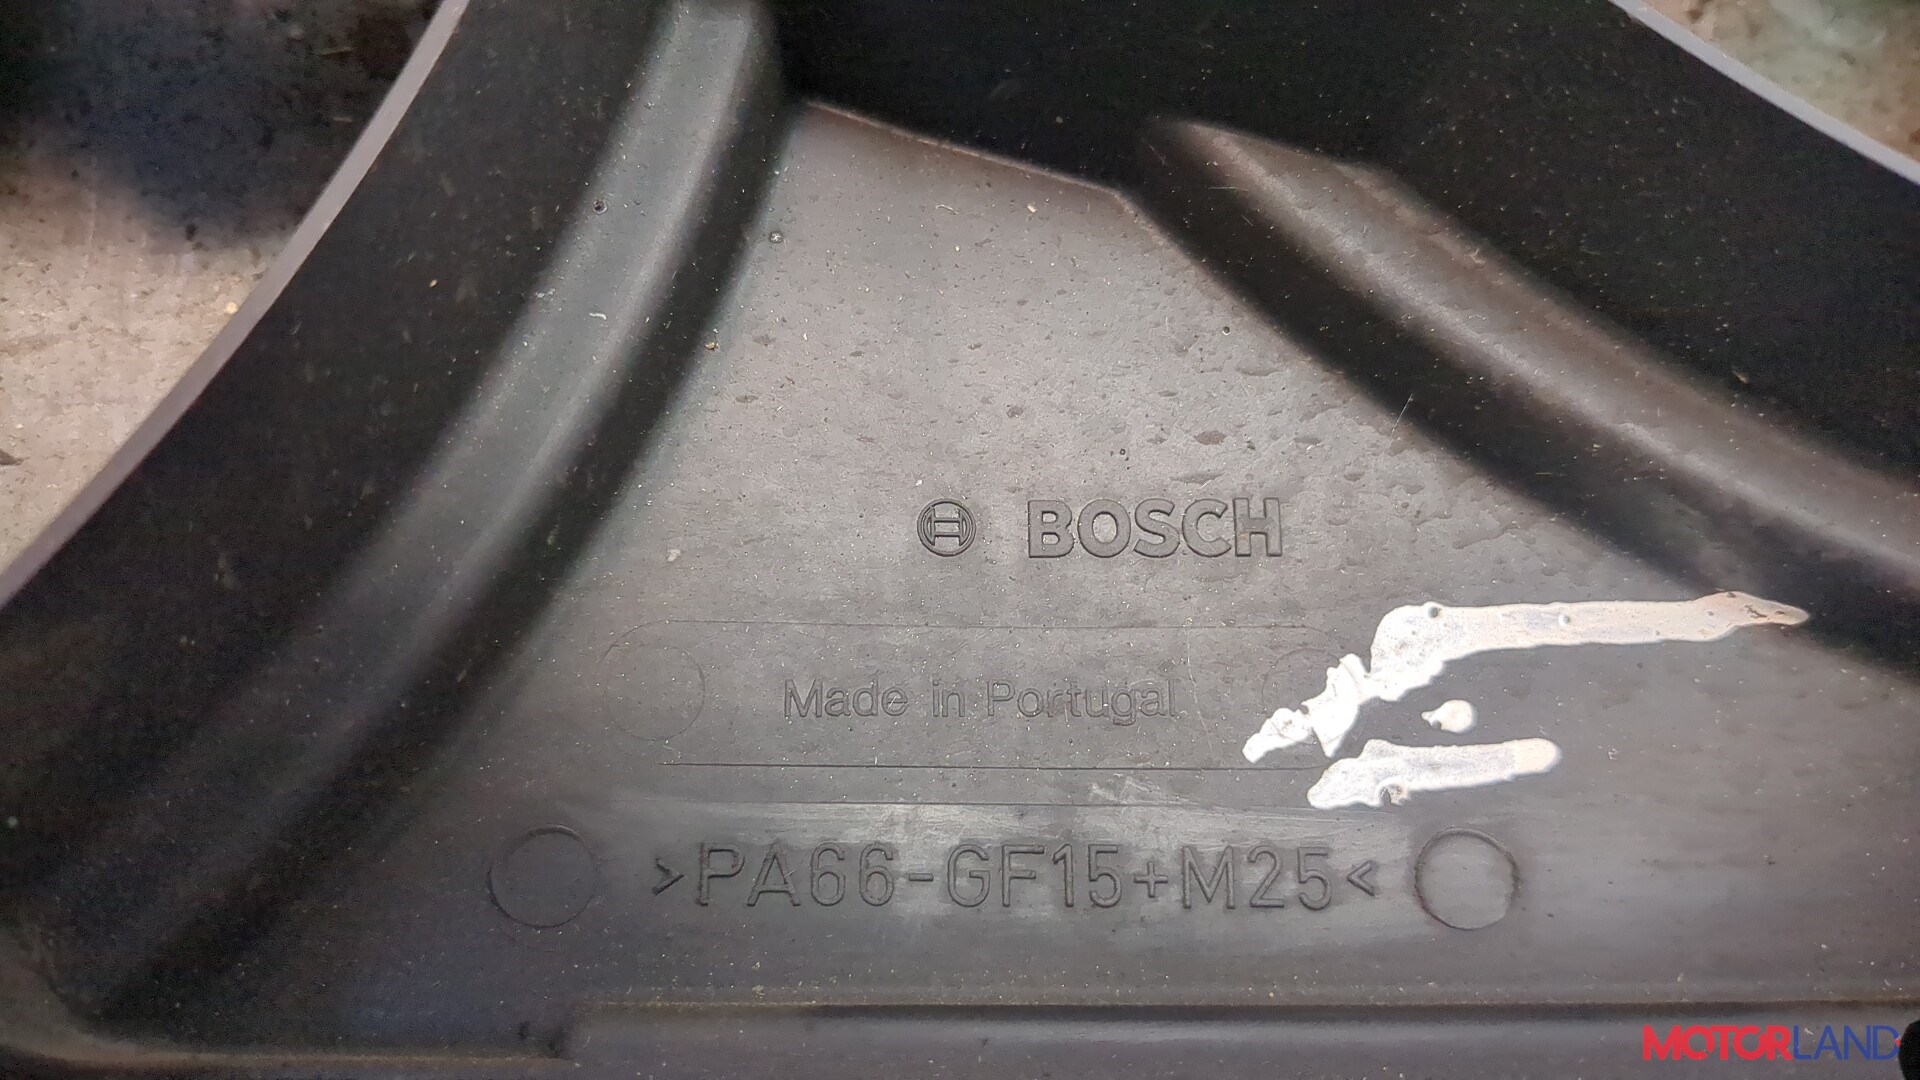 BOSCH
Made in Portugal
>PA66-GF15+M25<
MOTORLAND